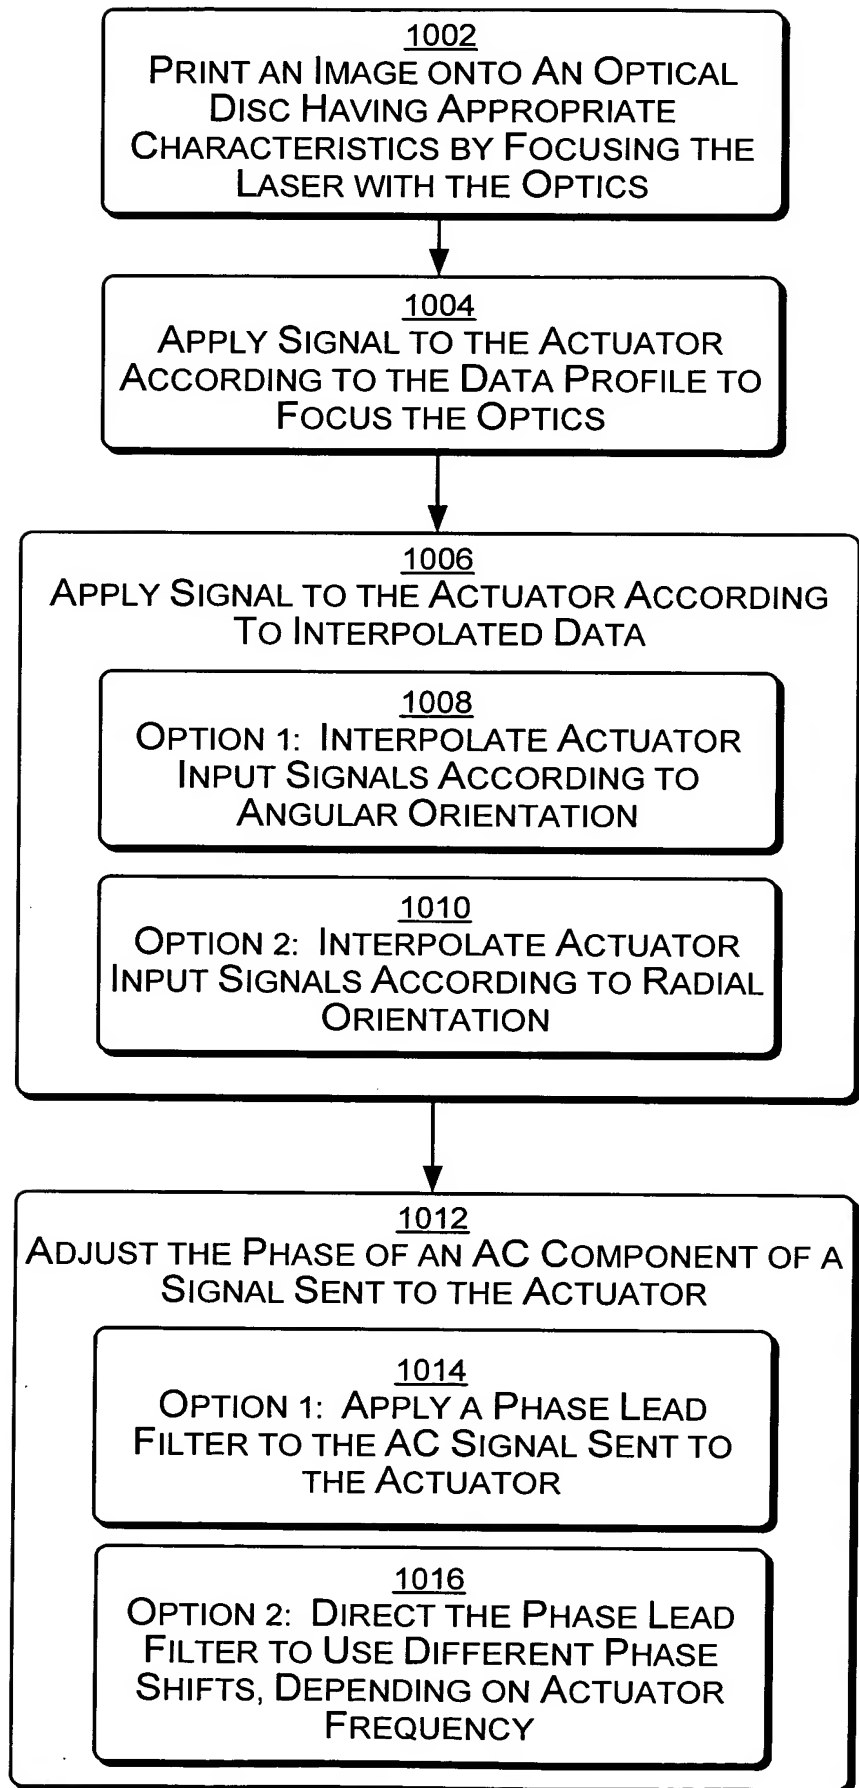 1002
PRINT AN IMAGE ONTO AN OPTICAL
DISC HAVING APPROPRIATE
CHARACTERISTICS BY FOCUSING THE
LASER WITH THE OPTICS
1004
APPLY SIGNAL TO THE ACTUATOR
ACCORDING TO THE DATA PROFILE TO
FOCUS THE OPTICS
1006
APPLY SIGNAL TO THE ACTUATOR ACCORDING
TO INTERPOLATED DATA
1008
OPTION 1: INTERPOLATE ACTUATOR
INPUT SIGNALS ACCORDING TO
ANGULAR ORIENTATION
1010
OPTION 2: INTERPOLATE ACTUATOR
INPUT SIGNALS ACCORDING TO RADIAL
ORIENTATION
1012
ADJUST THE PHASE OF AN AC COMPONENT OF A
SIGNAL SENT TO THE ACTUATOR
1014
OPTION 1: APPLY A PHASE LEAD
FILTER TO THE AC SIGNAL SENT TO
THE ACTUATOR
1016
OPTION 2: DIRECT THE PHASE LEAD
FILTER TO USE DIFFERENT PHASE
SHIFTS, DEPENDING ON ACTUATOR
FREQUENCY